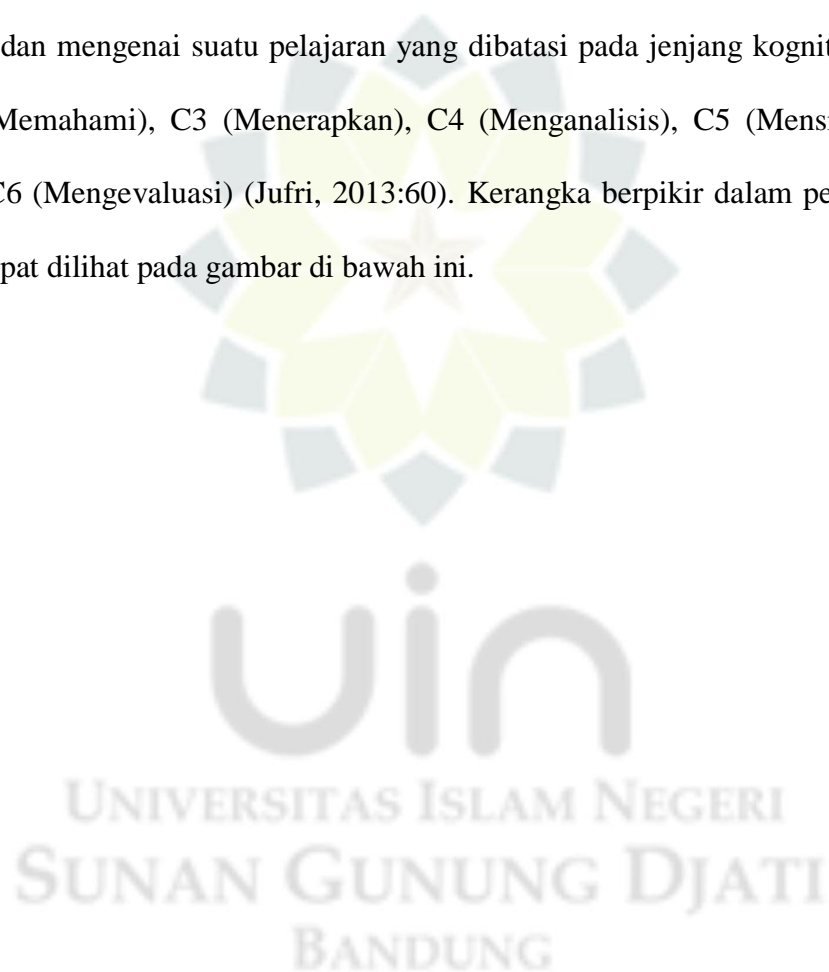 dan mengenai suatu pelajaran yang dibatasi pada jenjang kognit
Memahami), C3 (Menerapkan), C4 (Menganalisis), C5 (Mens
C6 (Mengevaluasi) (Jufri, 2013:60). Kerangka berpikir dalam pe
pat dilihat pada gambar di bawah ini.
uin
UNIVERSITAS ISLAM NEGERI
SUNAN GUNUNG DJATI
BANDUNG